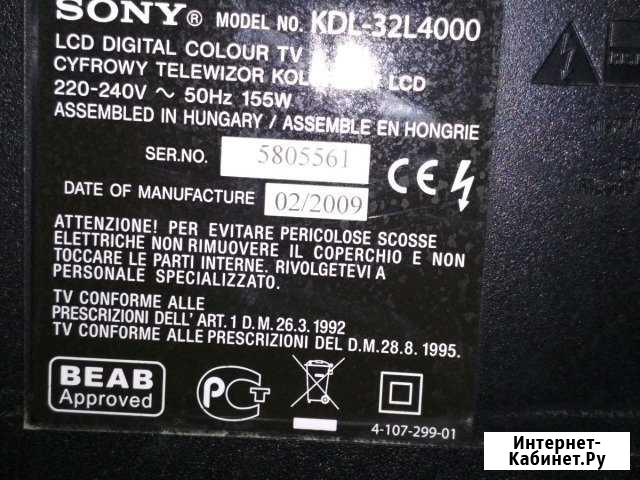 SONY® MODEL NO. KDL-32L4000
LCD DIGITAL COLOUR TV
CYFROWY TELEWIZOR LCD
220-240V ~ 50Hz 155W
ASSEMBLED IN HUNGARY / ASSEMBLE EN HONGRIE
SER.NO. 5805561
CE
DATE OF MANUFACTURE 02/2009
ATTENZIONE! PER EVITARE PERICOLOSE SCOSSE
ELETTRICHE NON RIMUOVERE IL COPERCHIO E NON
TOCCARE LE PARTI INTERNE. RIVOLGETEVI A
PERSONALE SPECIALIZZATO.
TV CONFORME ALLE
PRESCRIZIONI DELL'ART.1 D.M.26.3.1992
TV CONFORME ALLE PRESCRIZIONI DEL D.M.28.8.1995.
BEAB
Approved
РСТ
4-107-299-01
Интернет-
Кабинет.Ру